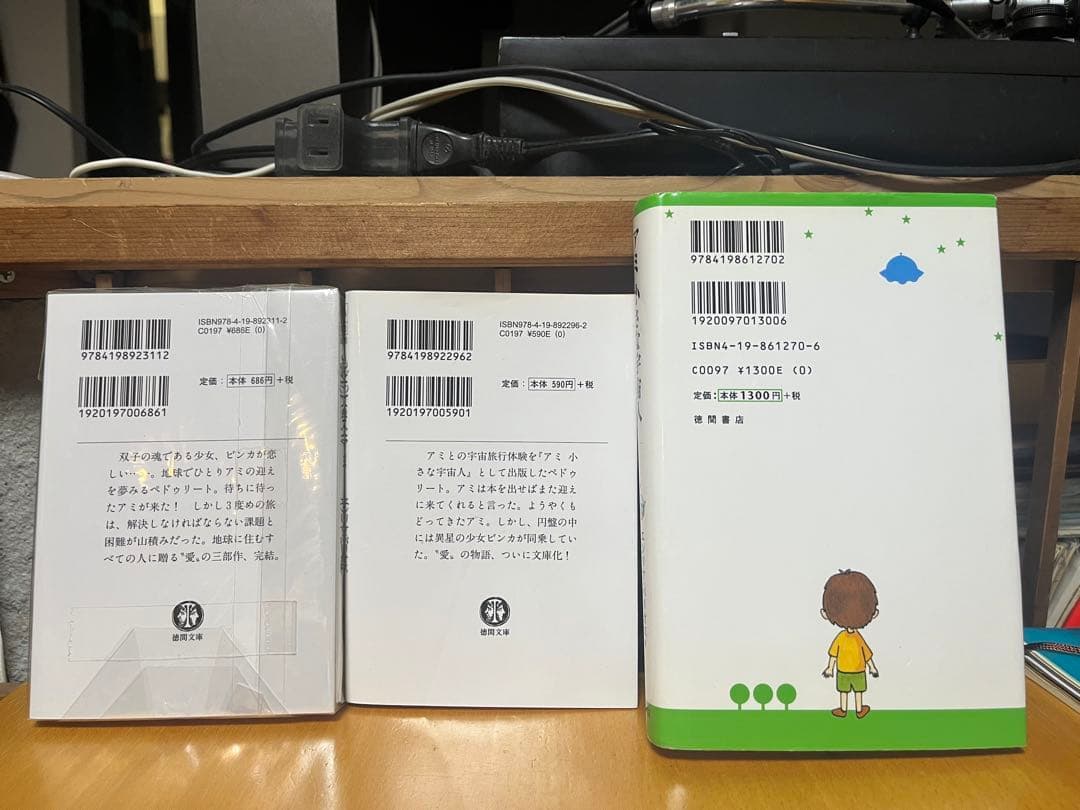 ISBN978-4-19-892311-2
C0197 ¥686E (0)
9784198923112
定価：本体 686円＋税
1920197006861
双子の魂である少女、ビンカが恋
しい……。地球でひとりアミの迎え
を夢みるペドゥリート。待ちに待っ
たアミが来た！　しかし３度めの旅
は、解決しなければならない課題と
困難が山積みだった。地球に住むす
べての人に贈る〝愛〟の三部作、完結。
徳間文庫
ISBN978-4-19-892296-2
C0197 ¥590E (0)
9784198922962
定価：本体 590円＋税
1920197005901
アミとの宇宙旅行体験を『アミ 小
さな宇宙人』として出版したペドゥ
リート。アミは本を出せばまた迎え
に来てくれると言った。ようやくも
どってきたアミ。しかし、円盤の中
には異星の少女ビンカが同乗してい
た。〝愛〟の物語、ついに文庫化！
徳間文庫
9784198612702
1920097013006
ISBN4-19-861270-6
C0097 ¥1300E (0)
定価：本体1300円＋税
徳間書店